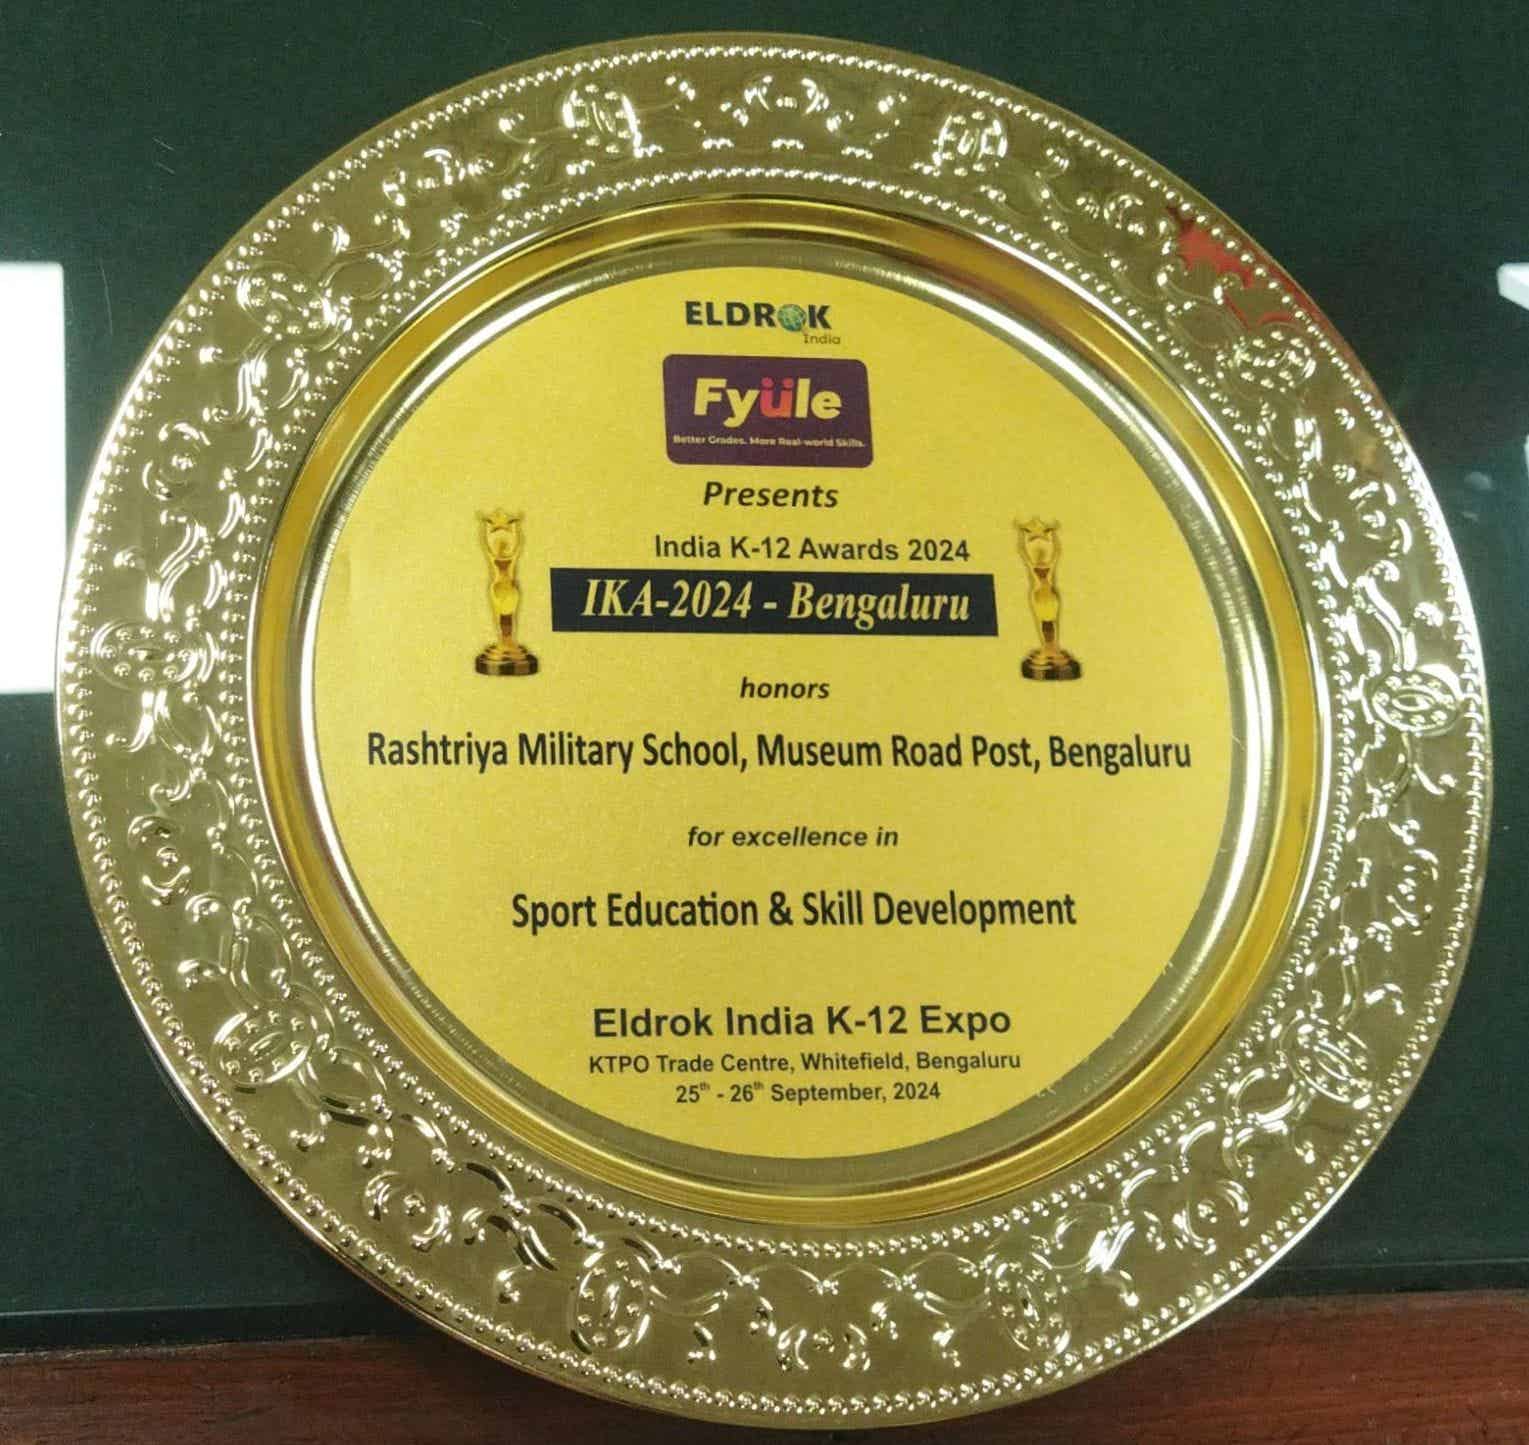 ELDROK
India
Fyüle
Better Grades. More Real-world Skills.
Presents
India K-12 Awards 2024
IKA-2024 - Bengaluru
honors
Rashtriya Military School, Museum Road Post, Bengaluru
for excellence in
Sport Education & Skill Development
Eldrok India K-12 Expo
KTPO Trade Centre, Whitefield, Bengaluru
25th - 26th September, 2024